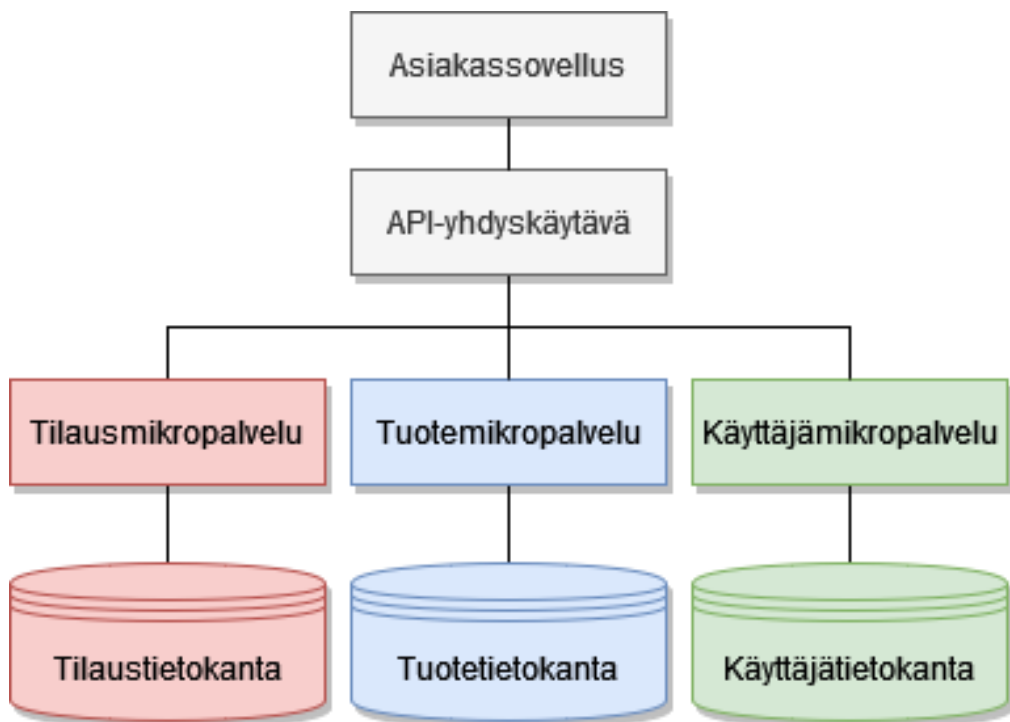 Asiakassovellus
API-yhdyskäytävä
Tilausmikropalvelu
Tuotemikropalvelu
Käyttäjämikropalvelu
Tilaustietokanta
Tuotetietokanta
Käyttäjätietokanta